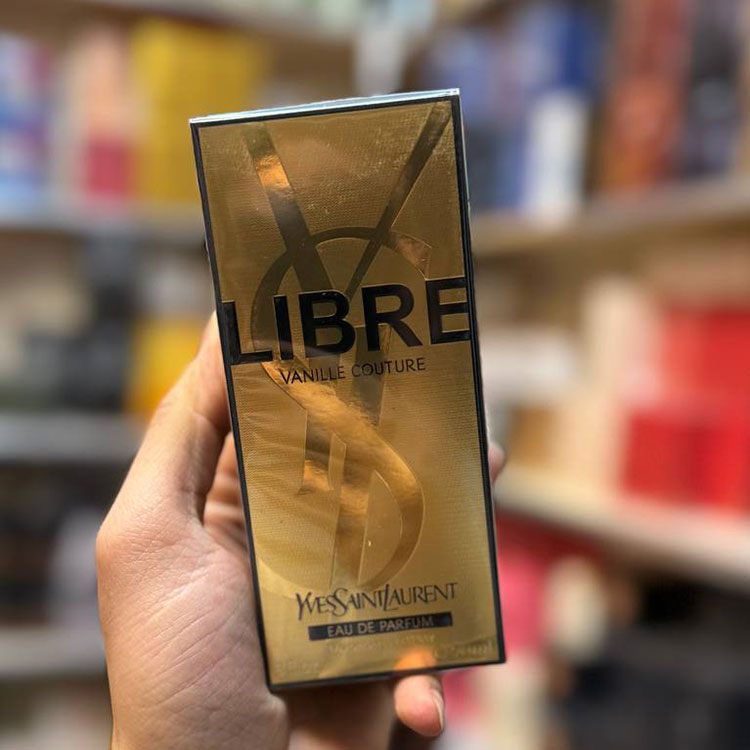 LIBRE
VANILLE COUTURE
YVESSAINTLAURENT
EAU DE PARFUM